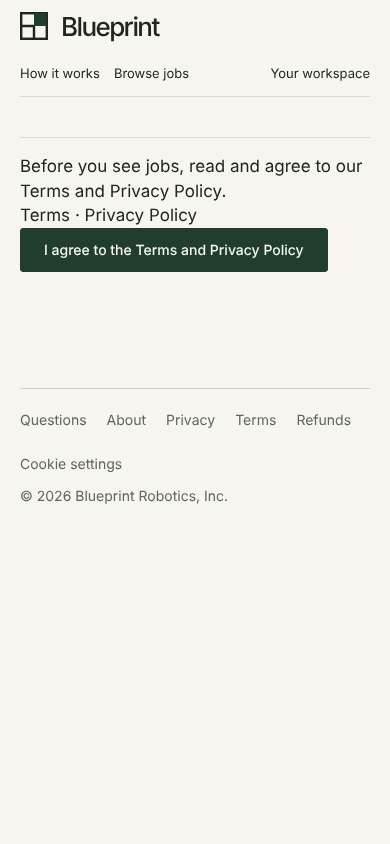 Blueprint
How it works Browse jobs Your workspace
Before you see jobs, read and agree to our
Terms and Privacy Policy.
Terms · Privacy Policy
I agree to the Terms and Privacy Policy
Questions About Privacy Terms Refunds
Cookie settings
© 2026 Blueprint Robotics, Inc.